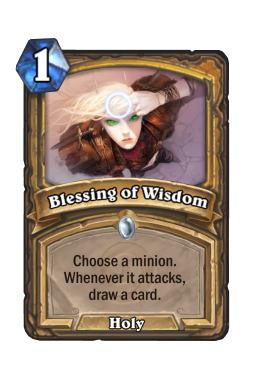 1
Blessing of Wisdom
Choose a minion.
Whenever it attacks,
draw a card.
Holy